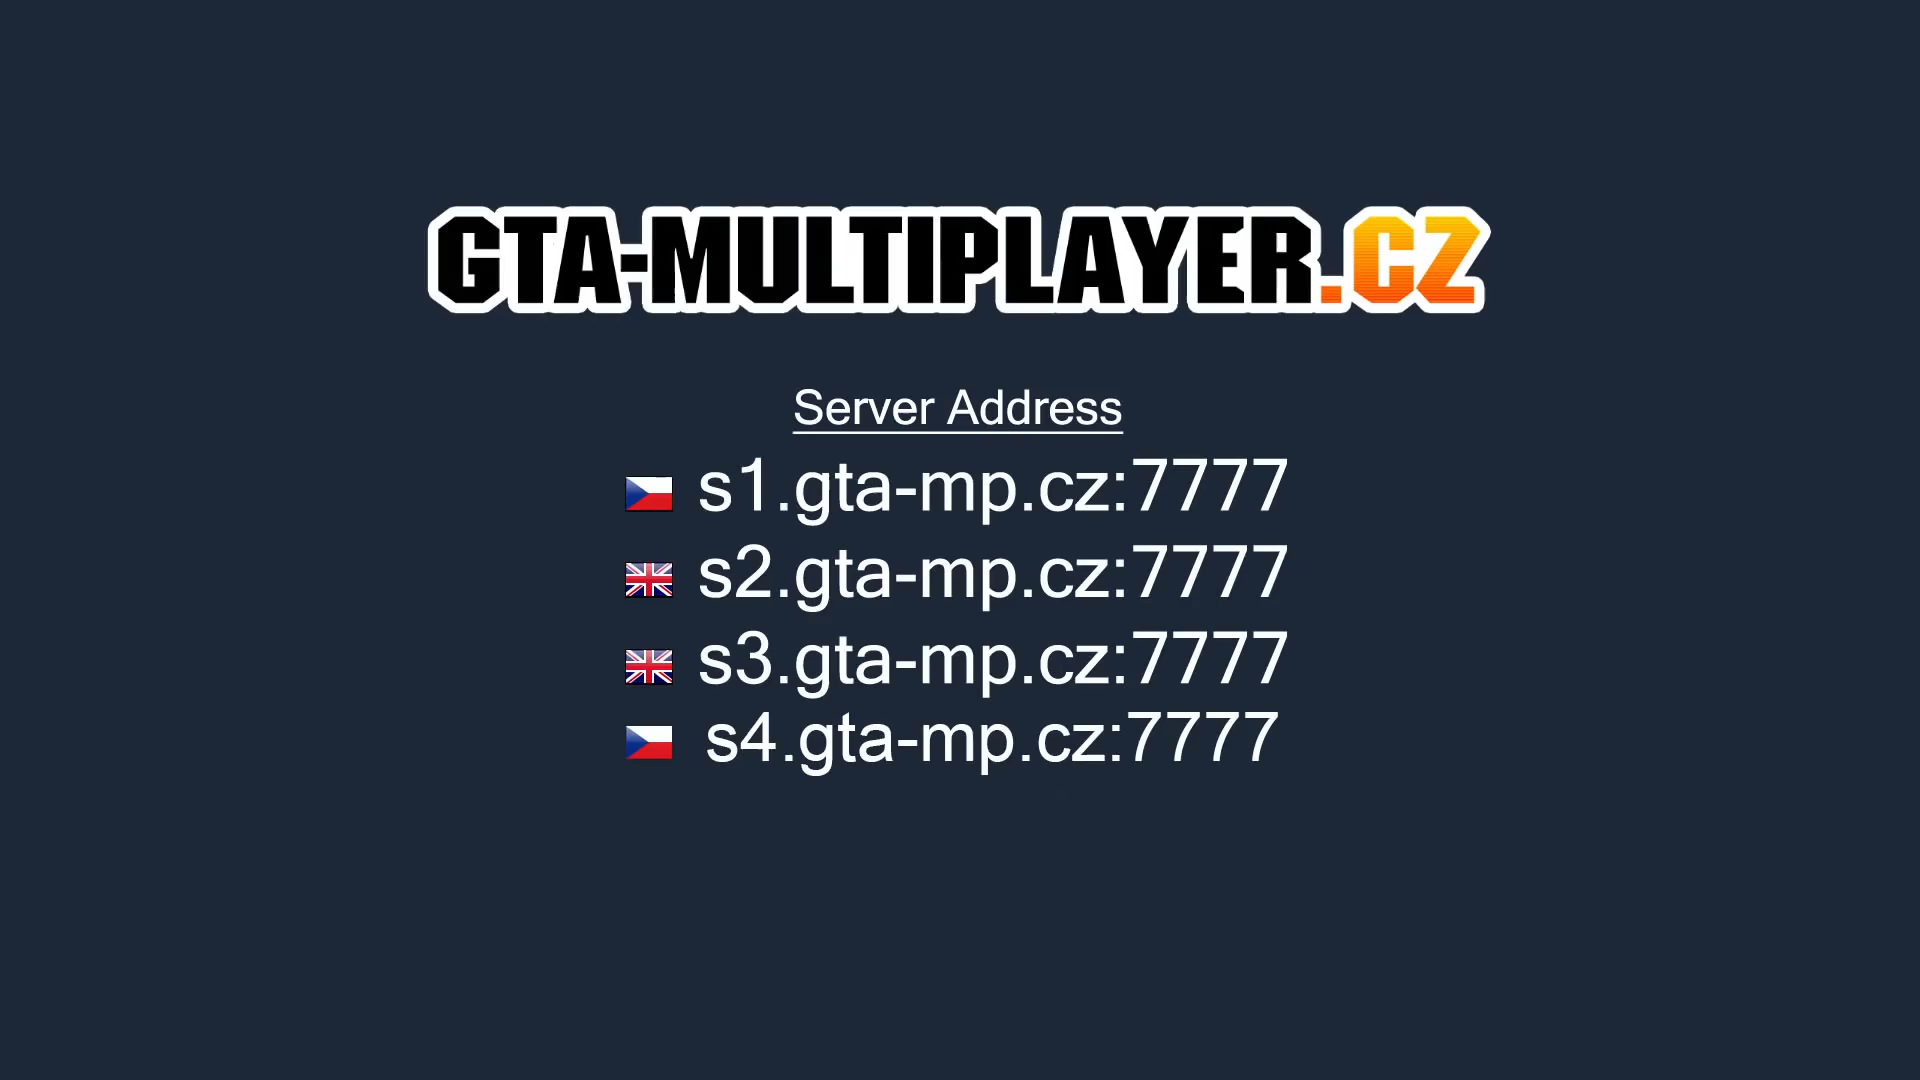 GTA-MULTIPLAYER.CZ
Server Address
s1.gta-mp.cz:7777
s2.gta-mp.cz:7777
s3.gta-mp.cz:7777
s4.gta-mp.cz:7777